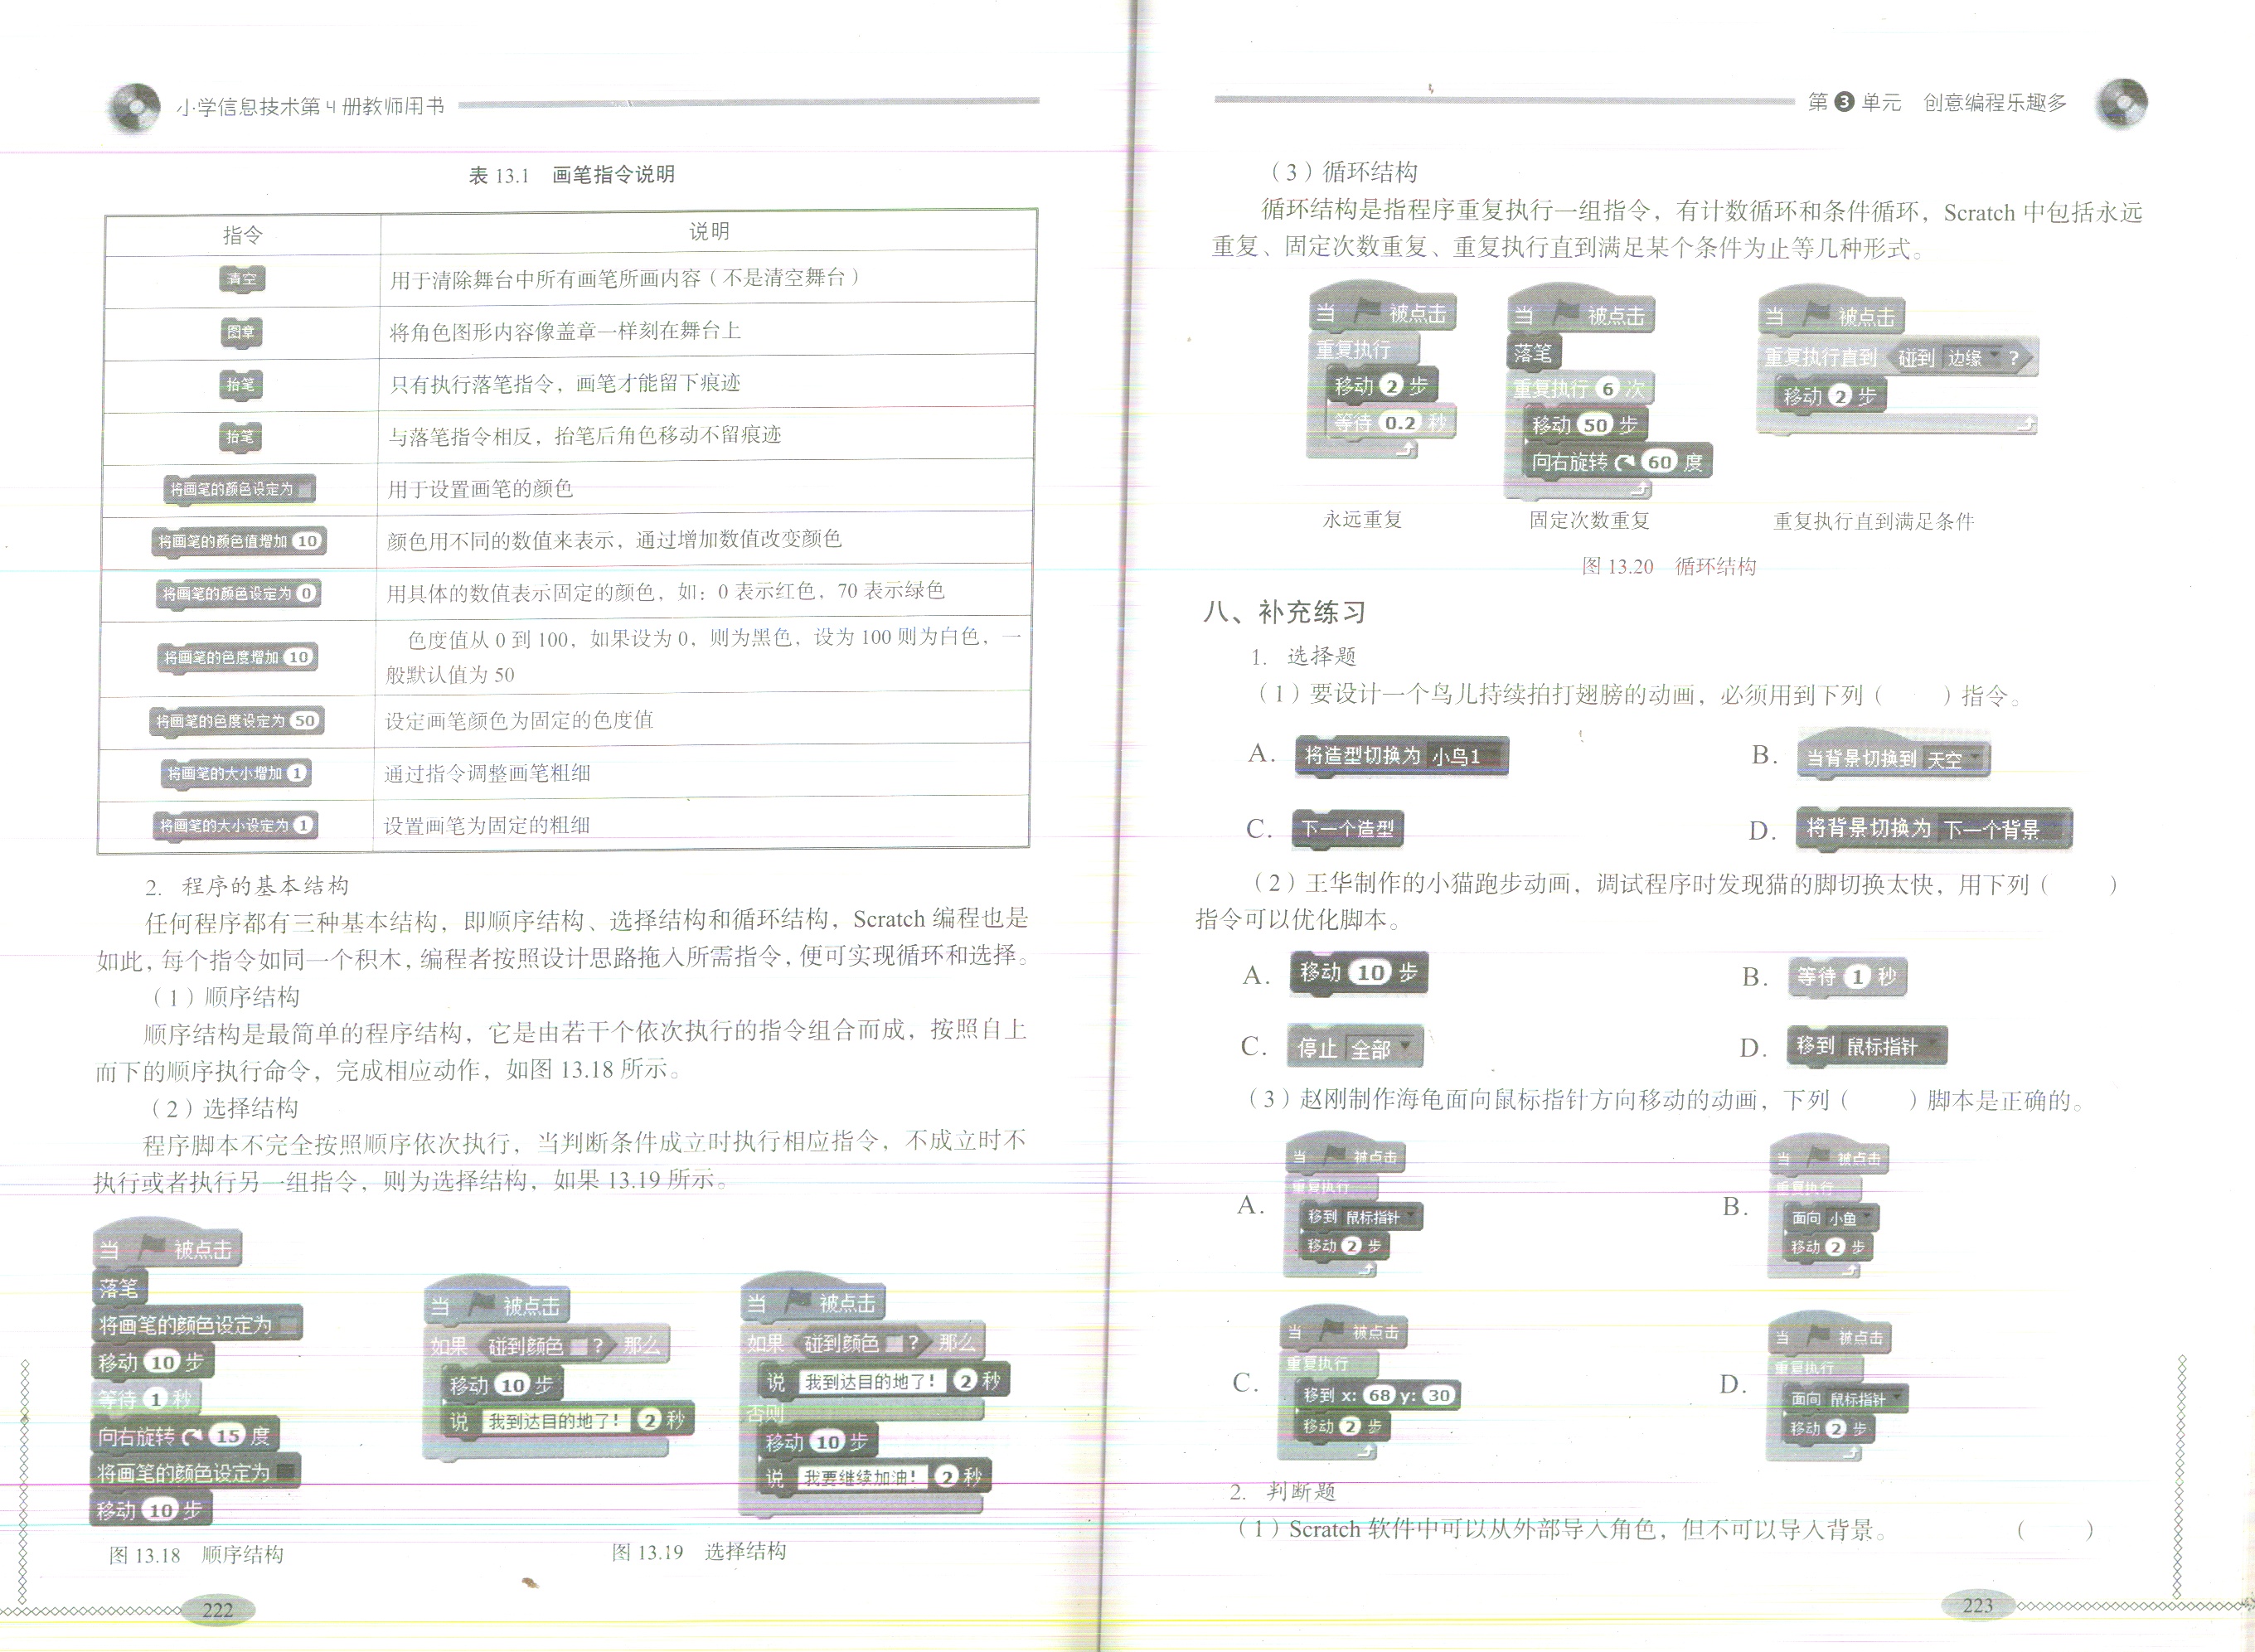 小学信息技术第4册教师用书
表 13.1　画笔指令说明
指令　说明
清空　用于清除舞台中所有画笔所画内容（不是清空舞台）
图章　将角色图形内容像盖章一样刻在舞台上
抬笔　只有执行落笔指令，画笔才能留下痕迹
抬笔　与落笔指令相反，抬笔后角色移动不留痕迹
将画笔的颜色设定为　用于设置画笔的颜色
将画笔的颜色值增加 10　颜色用不同的数值来表示，通过增加数值改变颜色
将画笔的颜色设定为 0　用具体的数值表示固定的颜色，如：0 表示红色，70 表示绿色
将画笔的色度增加 10　色度值从 0 到 100，如果设为 0，则为黑色，设为 100 则为白色，一
般默认值为 50
将画笔的色度设定为 50　设定画笔颜色为固定的色度值
将画笔的大小增加 1　通过指令调整画笔粗细
将画笔的大小设定为 1　设置画笔为固定的粗细
2. 程序的基本结构
任何程序都有三种基本结构，即顺序结构、选择结构和循环结构，Scratch 编程也是
如此，每个指令如同一个积木，编程者按照设计思路拖入所需指令，便可实现循环和选择。
（1）顺序结构
顺序结构是最简单的程序结构，它是由若干个依次执行的指令组合而成，按照自上
而下的顺序执行命令，完成相应动作，如图 13.18 所示。
（2）选择结构
程序脚本不完全按照顺序依次执行，当判断条件成立时执行相应指令，不成立时不
执行或者执行另一组指令，则为选择结构，如果 13.19 所示。
当 被点击
落笔
将画笔的颜色设定为
移动 10 步
等待 1 秒
向右旋转 15 度
将画笔的颜色设定为
移动 10 步
当 被点击
如果 碰到颜色 ? 那么
移动 10 步
说 我到达目的地了! 2 秒
当 被点击
如果 碰到颜色 ? 那么
说 我到达目的地了! 2 秒
否则
移动 10 步
说 我要继续加油! 2 秒
图 13.18　顺序结构
图 13.19　选择结构
222
第 3 单元　创意编程乐趣多
（3）循环结构
循环结构是指程序重复执行一组指令，有计数循环和条件循环，Scratch 中包括永远
重复、固定次数重复、重复执行直到满足某个条件为止等几种形式。
当 被点击
重复执行
移动 2 步
等待 0.2 秒
当 被点击
落笔
重复执行 6 次
移动 50 步
向右旋转 60 度
当 被点击
重复执行直到 碰到 边缘 ?
移动 2 步
永远重复　固定次数重复　重复执行直到满足条件
图 13.20　循环结构
八、补充练习
1. 选择题
（1）要设计一个鸟儿持续拍打翅膀的动画，必须用到下列（　　）指令。
A. 将造型切换为 小鸟1　B. 当背景切换到 天空
C. 下一个造型　D. 将背景切换为 下一个背景
（2）王华制作的小猫跑步动画，调试程序时发现猫的脚切换太快，用下列（　　）
指令可以优化脚本。
A. 移动 10 步　B. 等待 1 秒
C. 停止 全部　D. 移到 鼠标指针
（3）赵刚制作海龟面向鼠标指针方向移动的动画，下列（　　）脚本是正确的。
A.
当 被点击
重复执行
移到 鼠标指针
移动 2 步
B.
当 被点击
重复执行
面向 小鱼
移动 2 步
C.
当 被点击
重复执行
移到 x: 68 y: 30
移动 2 步
D.
当 被点击
重复执行
面向 鼠标指针
移动 2 步
2. 判断题
（1）Scratch 软件中可以从外部导入角色，但不可以导入背景。（　　）
223